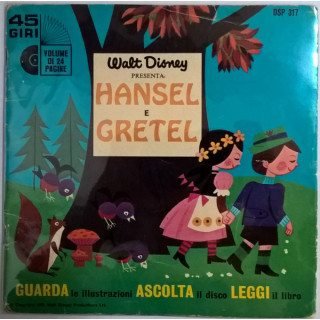 45
GIRI
DSP 217
VOLUME
DI 24
PAGINE
Walt Disney
PRESENTA:
HANSEL
E
GRETEL
GUARDA le illustrazioni ASCOLTA il disco LEGGI il libro